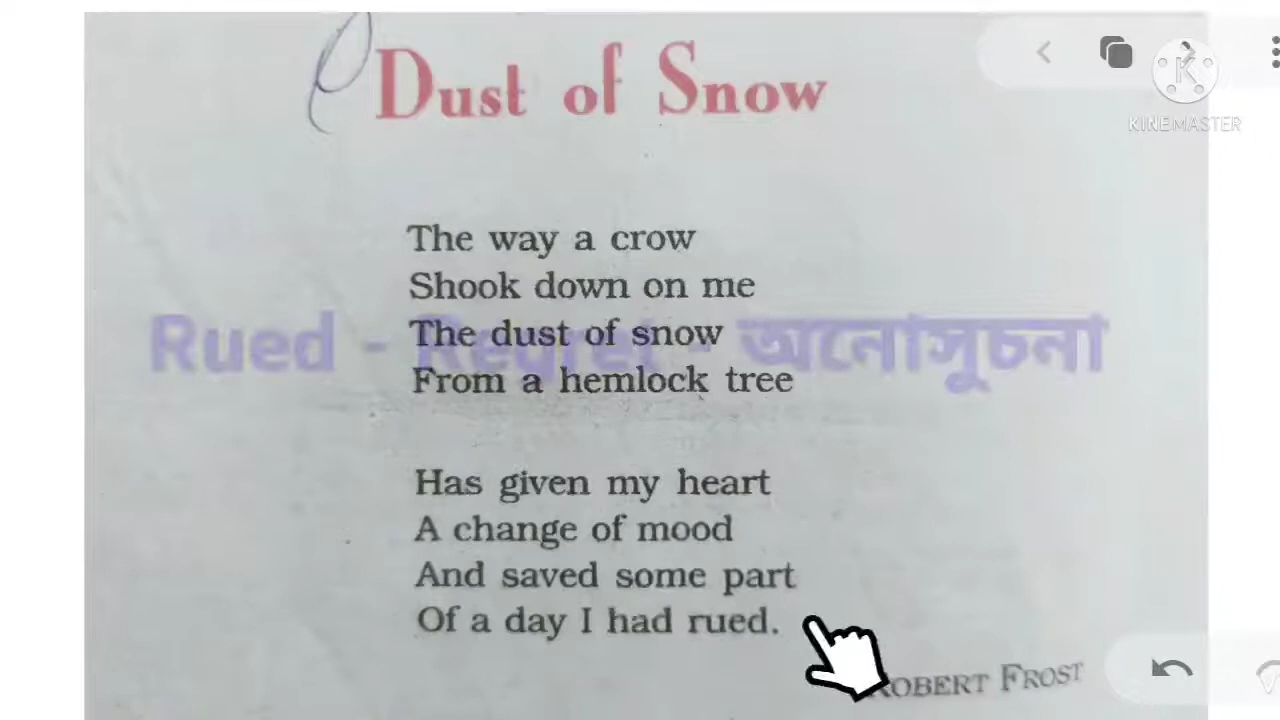 Dust of Snow
KINEMASTER
The way a crow
Shook down on me
The dust of snow
Rued - Regret - অনোসূচনা
From a hemlock tree
Has given my heart
A change of mood
And saved some part
Of a day I had rued.
ROBERT FROST